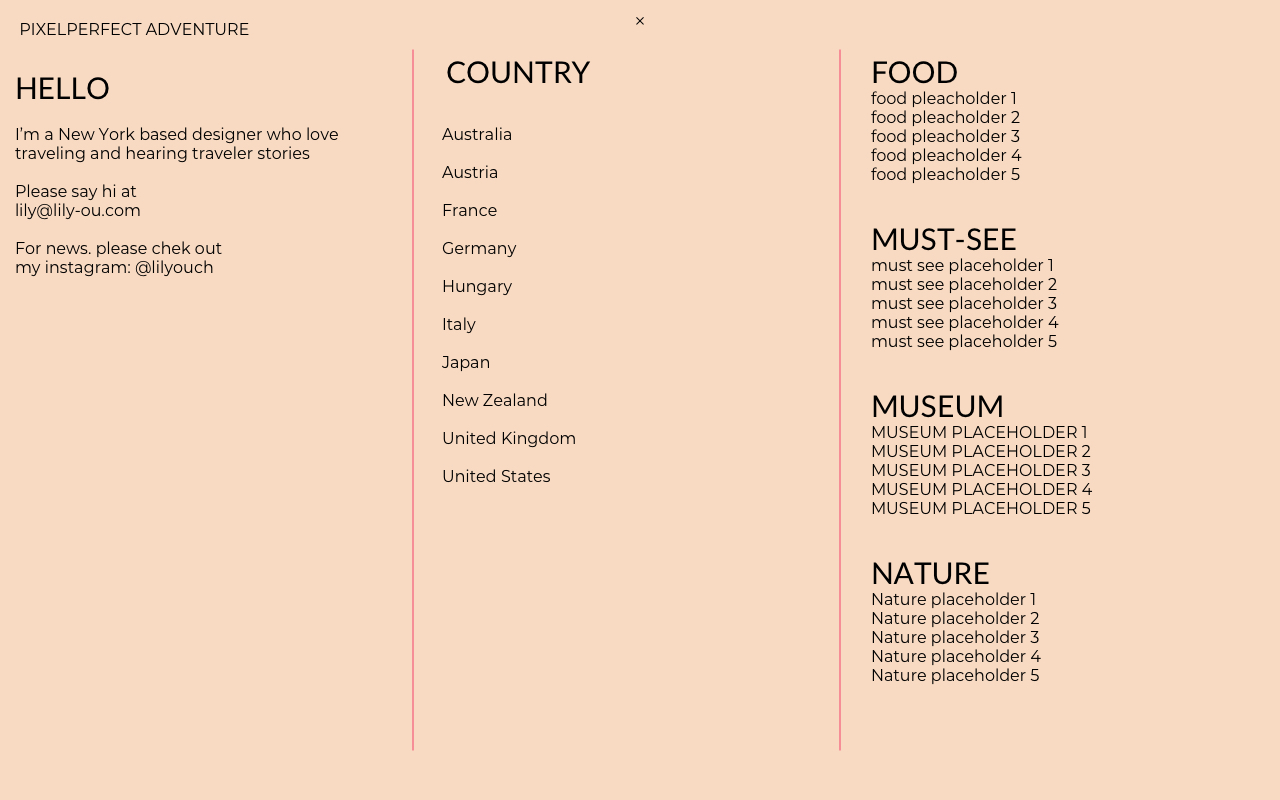 PIXELPERFECT ADVENTURE
×
HELLO
I'm a New York based designer who love
traveling and hearing traveler stories
Please say hi at
lily@lily-ou.com
For news. please chek out
my instagram: @lilyouch
COUNTRY
Australia
Austria
France
Germany
Hungary
Italy
Japan
New Zealand
United Kingdom
United States
FOOD
food pleacholder 1
food pleacholder 2
food pleacholder 3
food pleacholder 4
food pleacholder 5
MUST-SEE
must see placeholder 1
must see placeholder 2
must see placeholder 3
must see placeholder 4
must see placeholder 5
MUSEUM
MUSEUM PLACEHOLDER 1
MUSEUM PLACEHOLDER 2
MUSEUM PLACEHOLDER 3
MUSEUM PLACEHOLDER 4
MUSEUM PLACEHOLDER 5
NATURE
Nature placeholder 1
Nature placeholder 2
Nature placeholder 3
Nature placeholder 4
Nature placeholder 5